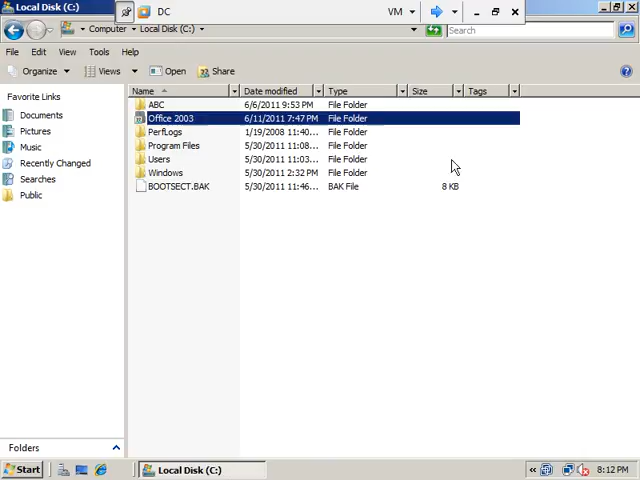 Local Disk (C:)
DC
VM
Computer Local Disk (C:)
Search
File Edit View Tools Help
Organize Views Open Share
Favorite Links
Documents
Pictures
Music
Recently Changed
Searches
Public
Folders
Name Date modified Type Size Tags
ABC 6/6/2011 9:53 PM File Folder
Office 2003 6/11/2011 7:47 PM File Folder
PerfLogs 1/19/2008 11:40... File Folder
Program Files 5/30/2011 11:08... File Folder
Users 5/30/2011 11:03... File Folder
Windows 5/30/2011 2:32 PM File Folder
BOOTSECT.BAK 5/30/2011 11:46... BAK File 8 KB
Start Local Disk (C:) 8:12 PM